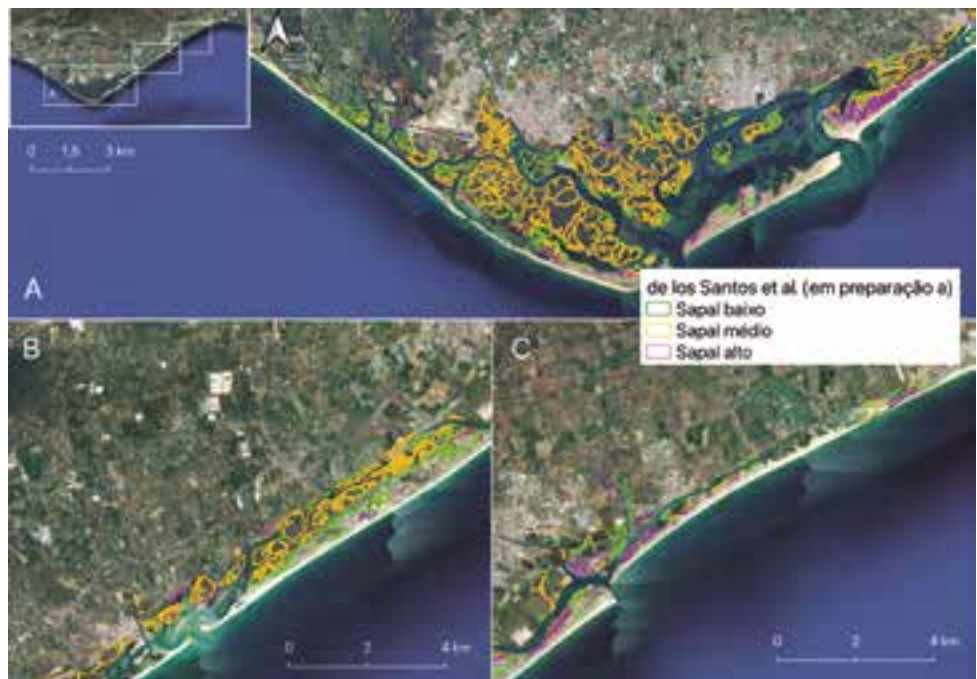 0 1,5 3 km
A
de los Santos et al. (em preparação a)
Sapal baixo
Sapal médio
Sapal alto
B
C
0 2 4 km
0 2 4 km